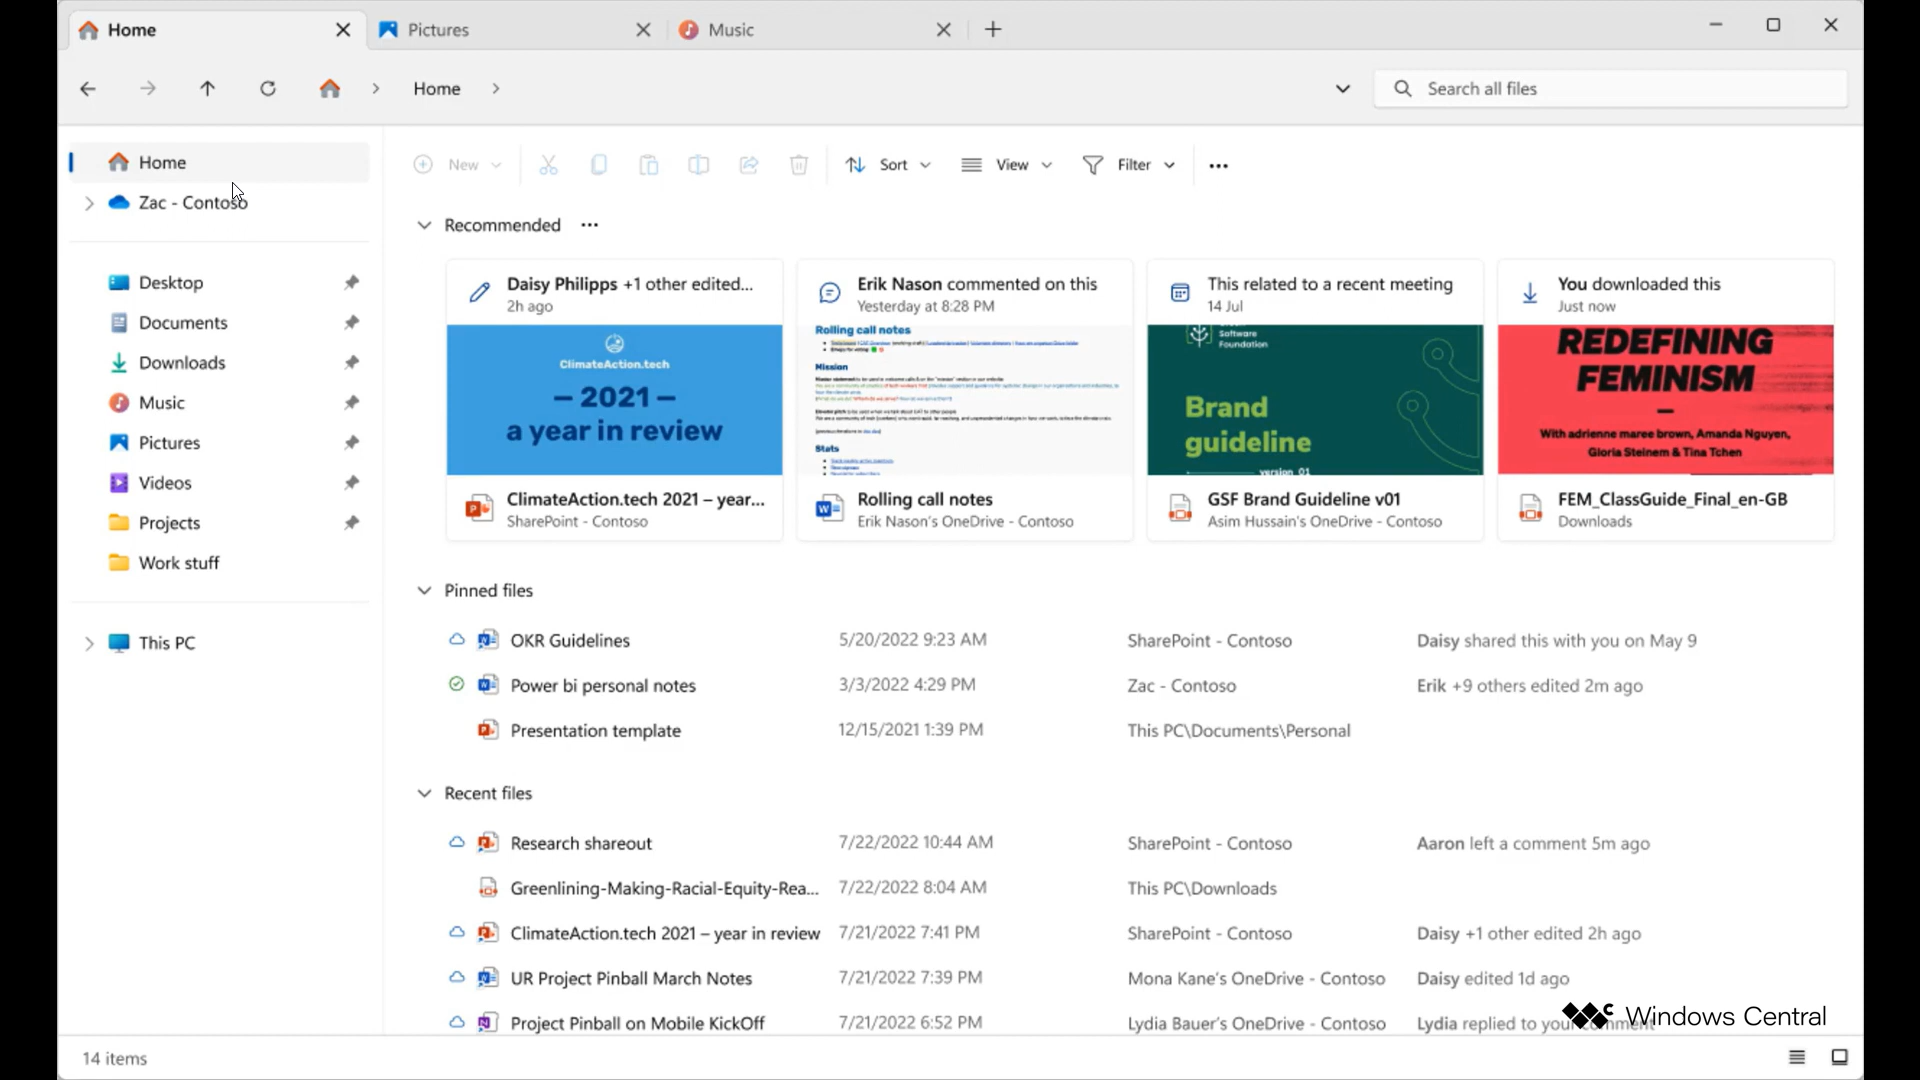 Home
Pictures
Music
Home
Search all files
Home
Zac - Contoso
Desktop
Documents
Downloads
Music
Pictures
Videos
Projects
Work stuff
This PC
New
Sort
View
Filter
Recommended
Daisy Philipps +1 other edited...
2h ago
ClimateAction.tech
– 2021 –
a year in review
ClimateAction.tech 2021 – year...
SharePoint - Contoso
Erik Nason commented on this
Yesterday at 8:28 PM
Rolling call notes
Mission
Stats
Rolling call notes
Erik Nason's OneDrive - Contoso
This related to a recent meeting
14 Jul
Software
Foundation
Brand
guideline
version 01
GSF Brand Guideline v01
Asim Hussain's OneDrive - Contoso
You downloaded this
Just now
REDEFINING
FEMINISM
With adrienne maree brown, Amanda Nguyen,
Gloria Steinem & Tina Tchen
FEM_ClassGuide_Final_en-GB
Downloads
Pinned files
OKR Guidelines 5/20/2022 9:23 AM SharePoint - Contoso Daisy shared this with you on May 9
Power bi personal notes 3/3/2022 4:29 PM Zac - Contoso Erik +9 others edited 2m ago
Presentation template 12/15/2021 1:39 PM This PC\Documents\Personal
Recent files
Research shareout 7/22/2022 10:44 AM SharePoint - Contoso Aaron left a comment 5m ago
Greenlining-Making-Racial-Equity-Rea... 7/22/2022 8:04 AM This PC\Downloads
ClimateAction.tech 2021 – year in review 7/21/2022 7:41 PM SharePoint - Contoso Daisy +1 other edited 2h ago
UR Project Pinball March Notes 7/21/2022 7:39 PM Mona Kane's OneDrive - Contoso Daisy edited 1d ago
Project Pinball on Mobile KickOff 7/21/2022 6:52 PM Lydia Bauer's OneDrive - Contoso Lydia replied to your comment
Windows Central
14 items